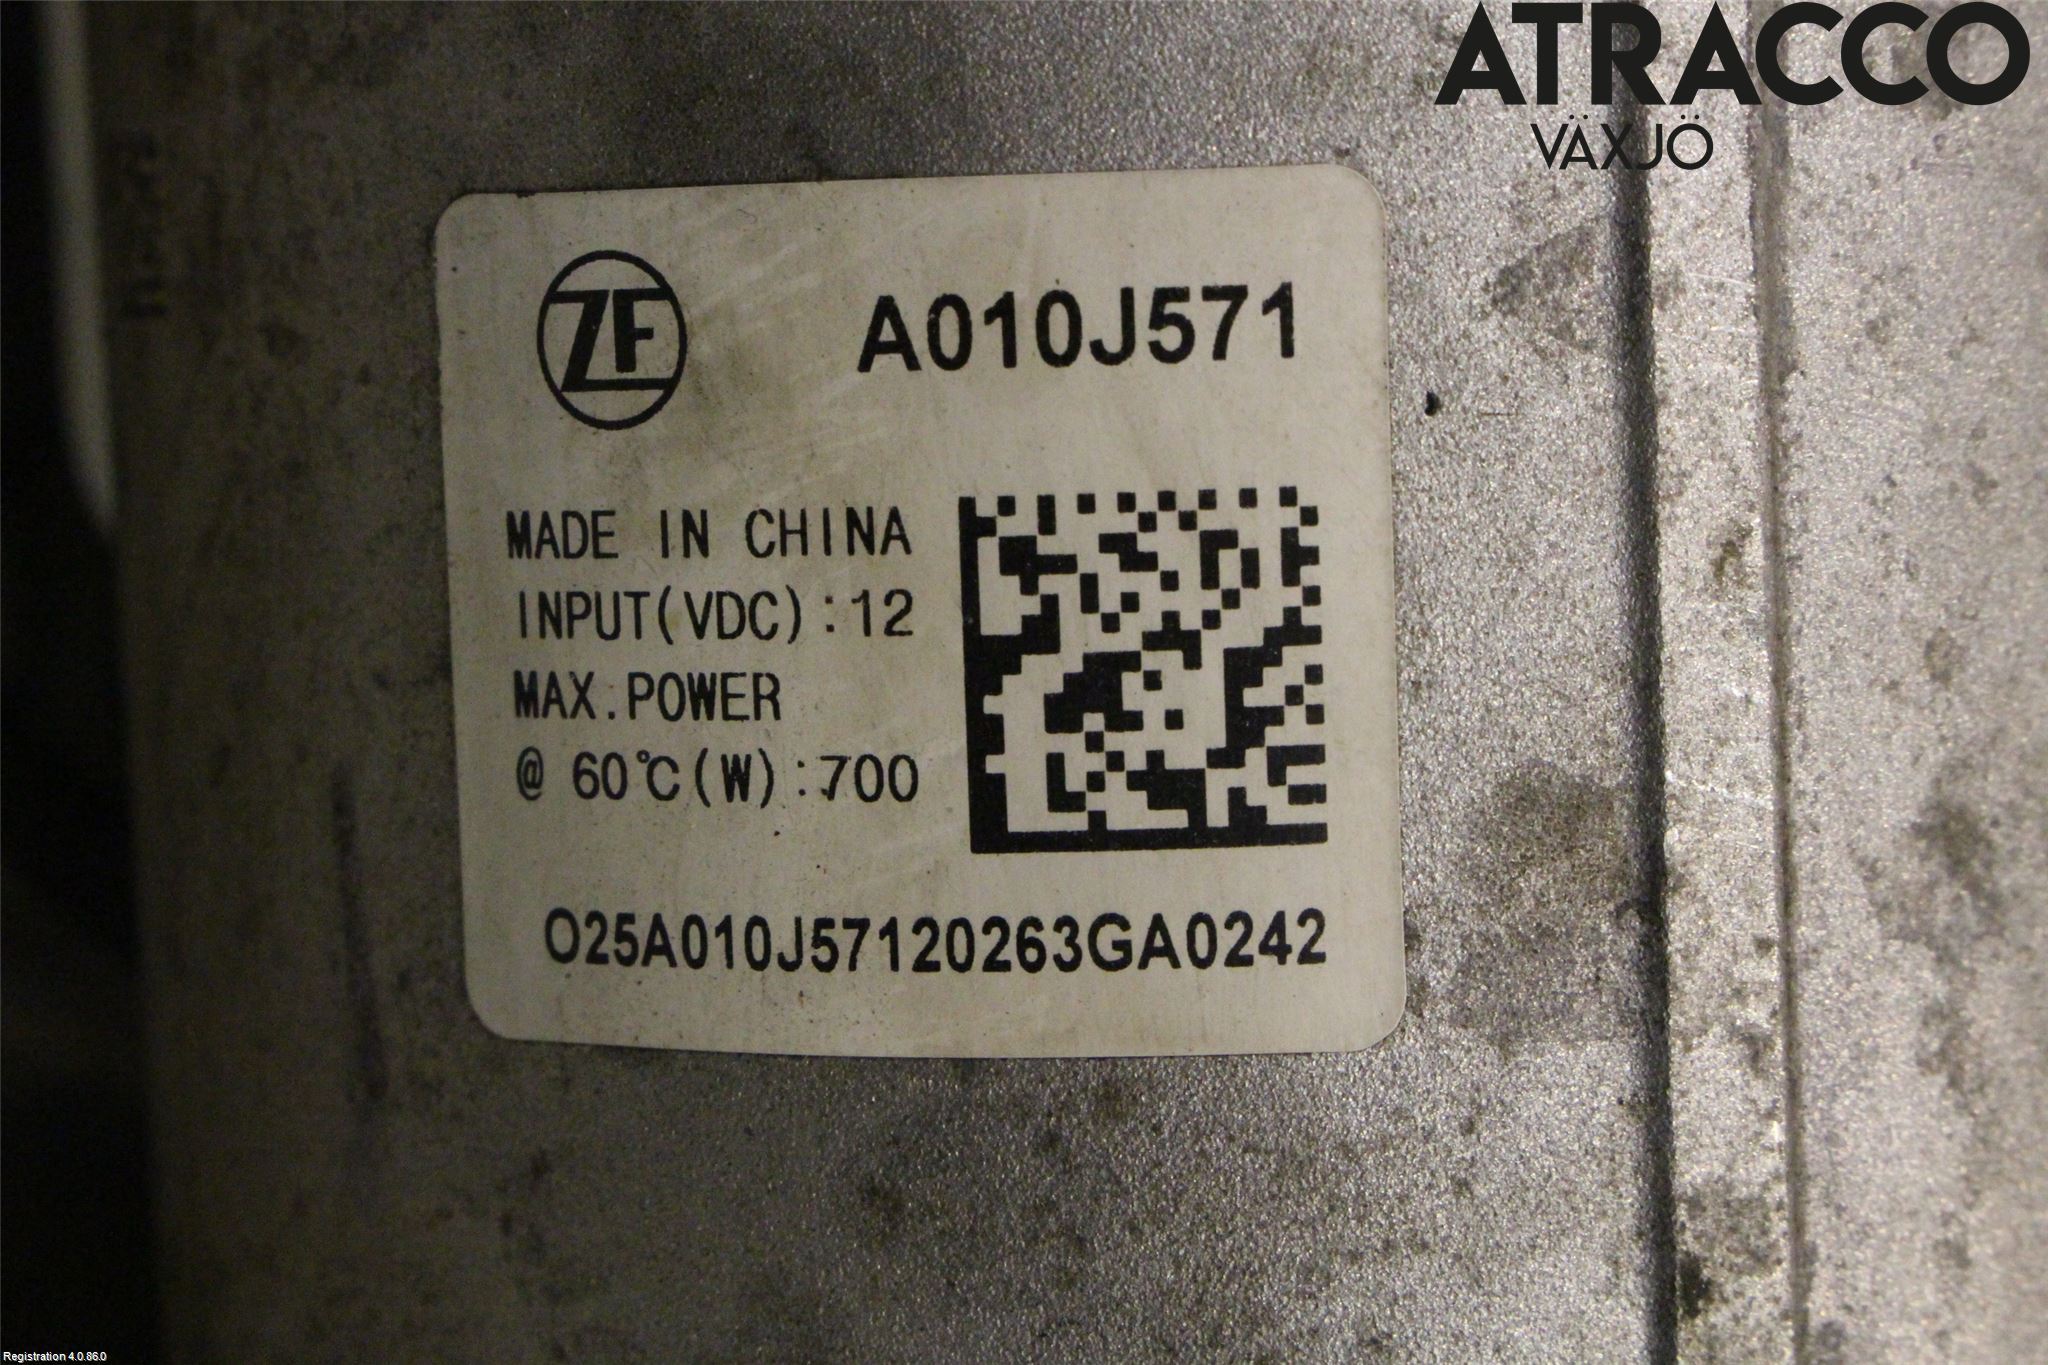 ATRACCO
VÄXJÖ
ZF
A010J571
MADE IN CHINA
INPUT(VDC):12
MAX.POWER
@ 60℃(W):700
O25A010J57120263GA0242
Registration 4.0.86.0